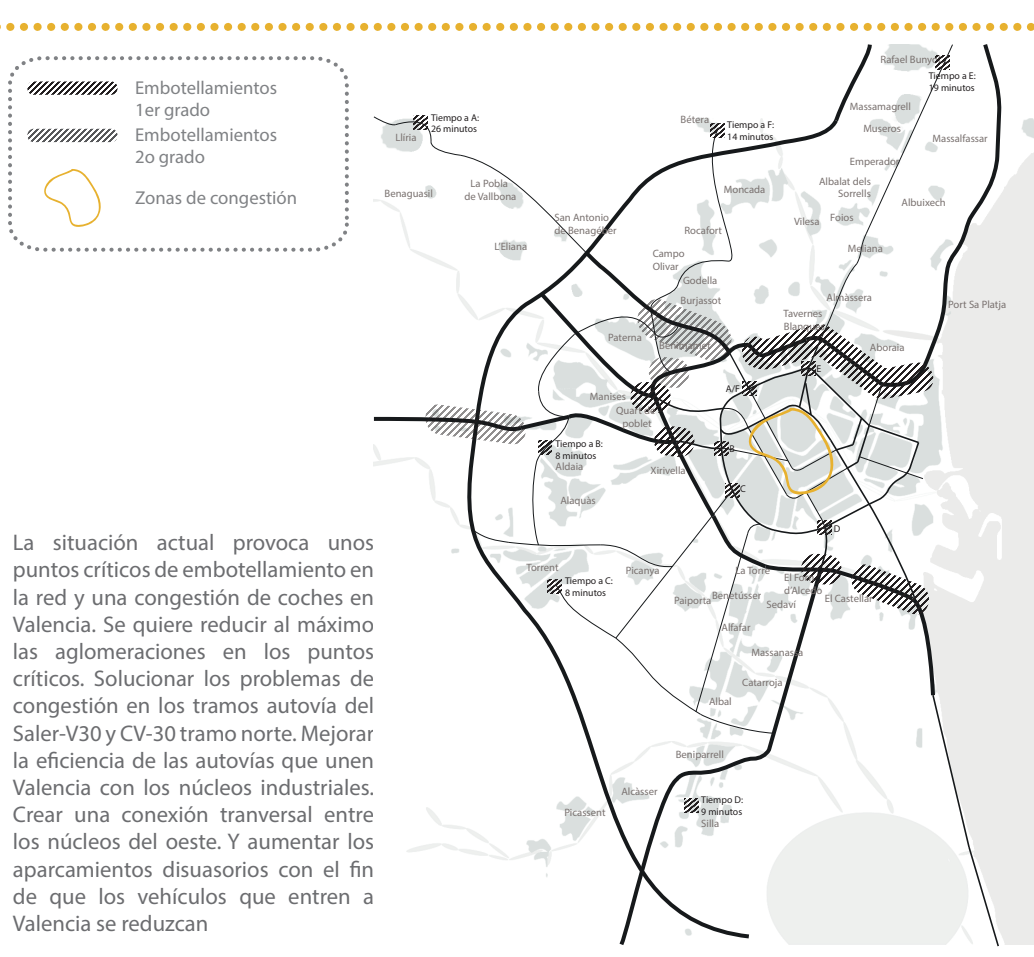 Embotellamientos
1er grado
Embotellamientos
2o grado
Zonas de congestión
Rafael Buny
Tiempo a E:
19 minutos
Massamagrell
Museros
Massalfassar
Tiempo a A:
26 minutos
Llíria
Bétera
Tiempo a F:
14 minutos
Emperador
Benaguasil
La Pobla
de Vallbona
Moncada
Albalat dels
Sorrells
Albuixech
San Antonio
de Benagéber
Vilesa
Foios
Rocafort
L'Eliana
Campo
Olivar
Meliana
Godella
Burjassot
Almàssera
Port Sa Platja
Tavernes
Blanques
Paterna
Benimamet
Aboraia
E
A/F
Manises
Quart de
poblet
Tiempo a B:
8 minutos
Aldaia
Xirivella
B
C
Alaquàs
D
Torrent
Picanya
La Torre
Tiempo a C:
8 minutos
El Forn
d'Alcedo
Paiporta
Benetússer
Sedaví
El Castellar
Alfafar
Massanassa
Catarroja
Albal
Beniparrell
Alcàsser
Picassent
Tiempo D:
9 minutos
Silla
La situación actual provoca unos
puntos críticos de embotellamiento en
la red y una congestión de coches en
Valencia. Se quiere reducir al máximo
las aglomeraciones en los puntos
críticos. Solucionar los problemas de
congestión en los tramos autovía del
Saler-V30 y CV-30 tramo norte. Mejorar
la eficiencia de las autovías que unen
Valencia con los núcleos industriales.
Crear una conexión tranversal entre
los núcleos del oeste. Y aumentar los
aparcamientos disuasorios con el fin
de que los vehículos que entren a
Valencia se reduzcan